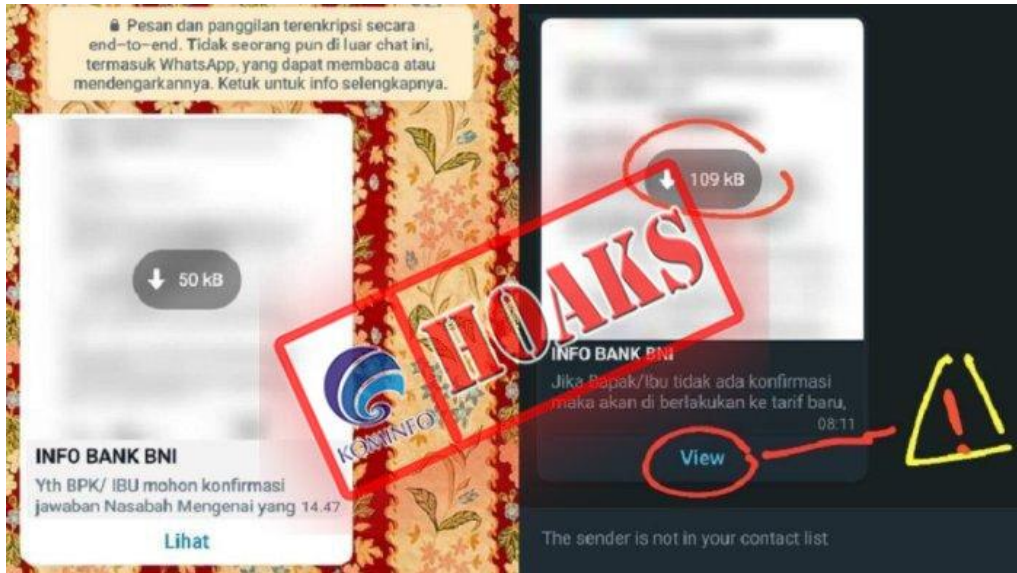 Pesan dan panggilan terenkripsi secara
end-to-end. Tidak seorang pun di luar chat ini,
termasuk WhatsApp, yang dapat membaca atau
mendengarkannya. Ketuk untuk info selengkapnya.
50 kB
INFO BANK BNI
Yth BPK/ IBU mohon konfirmasi
jawaban Nasabah Mengenai yang 14.47
Lihat
KOMINFO
HOAKS
109 kB
INFO BANK BNI
Jika Bapak/Ibu tidak ada konfirmasi
maka akan di berlakukan ke tarif baru,
08:11
View
!
The sender is not in your contact list